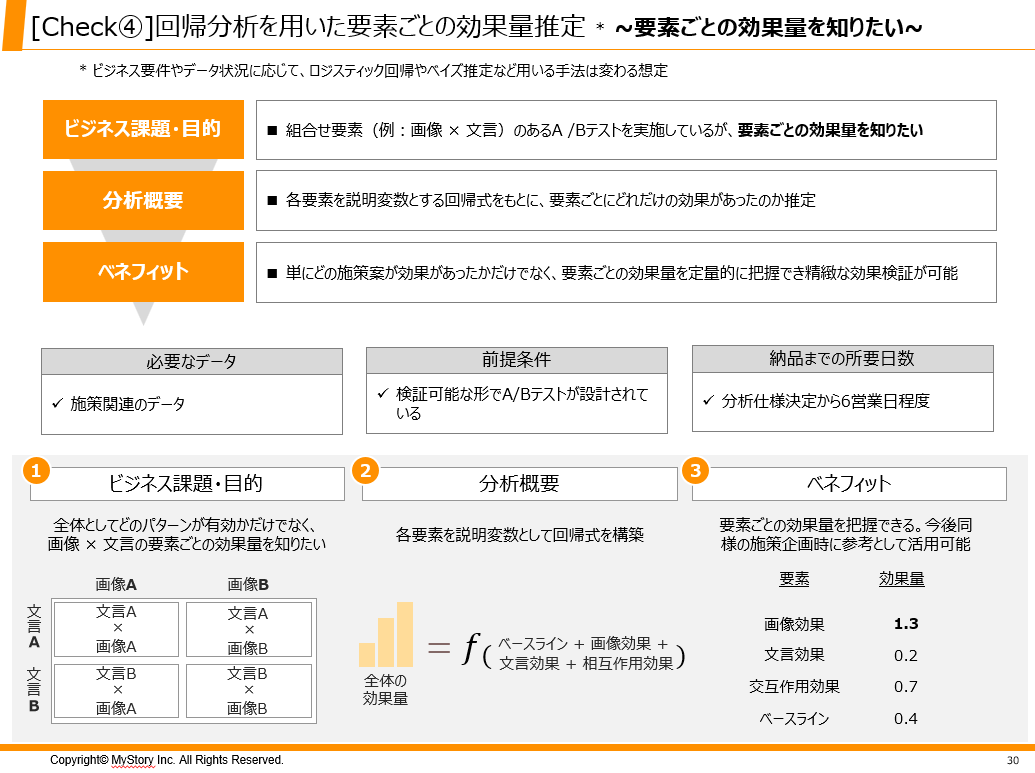 [Check④]回帰分析を用いた要素ごとの効果量推定 * ~要素ごとの効果量を知りたい~
* ビジネス要件やデータ状況に応じて、ロジスティック回帰やベイズ推定など用いる手法は変わる想定
ビジネス課題・目的
■ 組合せ要素（例：画像 × 文言）のあるA /Bテストを実施しているが、要素ごとの効果量を知りたい
分析概要
■ 各要素を説明変数とする回帰式をもとに、要素ごとにどれだけの効果があったのか推定
ベネフィット
■ 単にどの施策案が効果があったかだけでなく、要素ごとの効果量を定量的に把握でき精緻な効果検証が可能
必要なデータ
✓ 施策関連のデータ
前提条件
✓ 検証可能な形でA/Bテストが設計されて
いる
納品までの所要日数
✓ 分析仕様決定から6営業日程度
1 ビジネス課題・目的
全体としてどのパターンが有効かだけでなく、
画像 × 文言の要素ごとの効果量を知りたい
画像A 画像B
文言A
文言A
×
画像A
文言A
×
画像B
文言B
文言B
×
画像A
文言B
×
画像B
2 分析概要
各要素を説明変数として回帰式を構築
全体の
効果量
= f ( ベースライン + 画像効果 +
文言効果 + 相互作用効果 )
3 ベネフィット
要素ごとの効果量を把握できる。今後同
様の施策企画時に参考として活用可能
要素 効果量
画像効果 1.3
文言効果 0.2
交互作用効果 0.7
ベースライン 0.4
Copyright© MyStory Inc. All Rights Reserved.
30